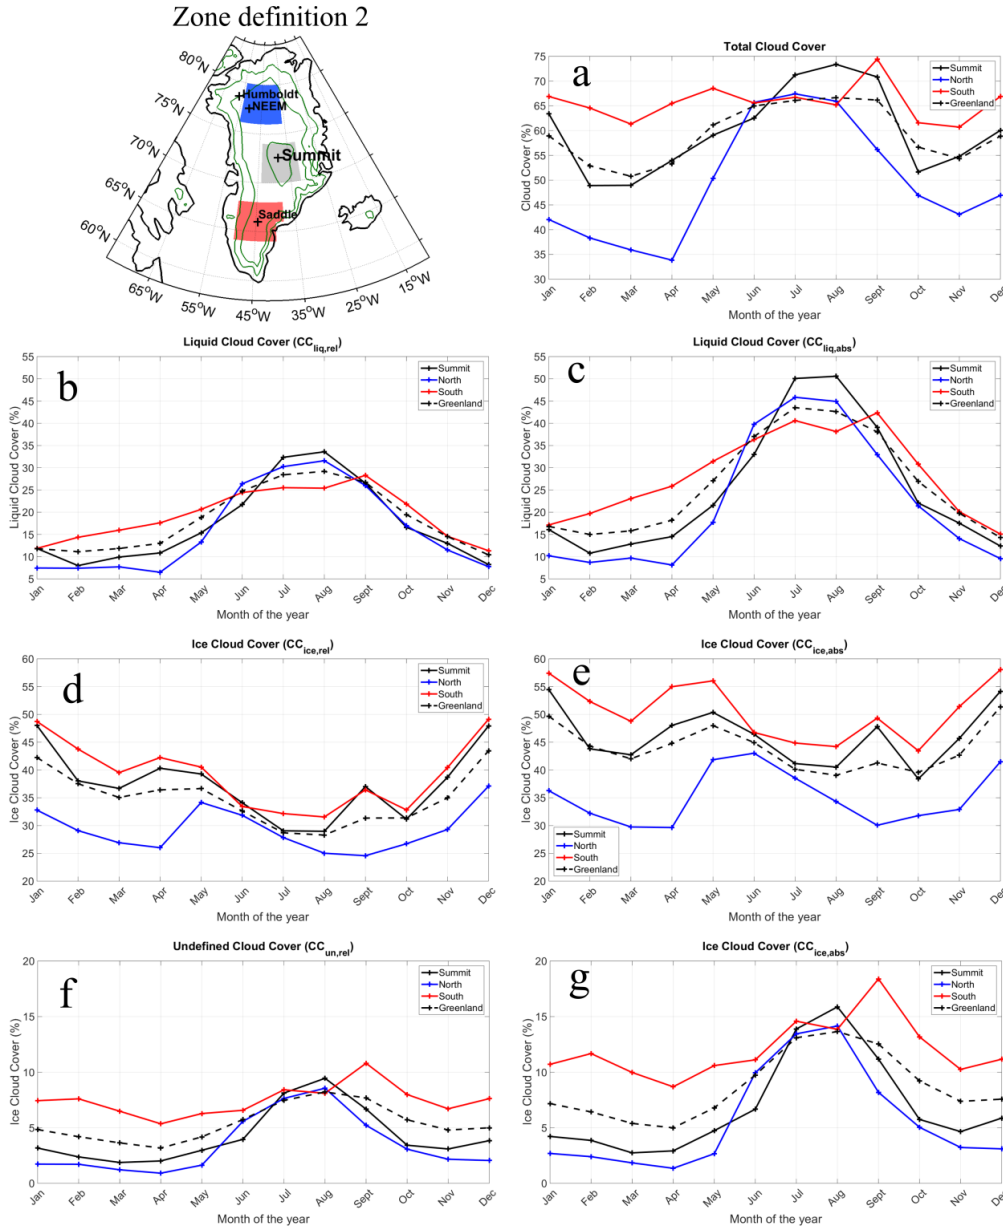 Zone definition 2
80°N
75°N
70°N
65°N
60°N
65°W
55°W
45°W
35°W
25°W
15°W
Humboldt
NEEM
Summit
Saddle
Total Cloud Cover
a
Summit
North
South
Greenland
Cloud Cover (%)
75
70
65
60
55
50
45
40
35
30
Jan Feb Mar Apr May Jun Jul Aug Sept Oct Nov Dec
Month of the year
Liquid Cloud Cover (CC_liq,rel)
b
Summit
North
South
Greenland
Liquid Cloud Cover (%)
55
50
45
40
35
30
25
20
15
10
5
Jan Feb Mar Apr May Jun Jul Aug Sept Oct Nov Dec
Month of the year
Liquid Cloud Cover (CC_liq,abs)
c
Summit
North
South
Greenland
Liquid Cloud Cover (%)
55
50
45
40
35
30
25
20
15
10
5
Jan Feb Mar Apr May Jun Jul Aug Sept Oct Nov Dec
Month of the year
Ice Cloud Cover (CC_ice,rel)
d
Summit
North
South
Greenland
Ice Cloud Cover (%)
60
55
50
45
40
35
30
25
20
Jan Feb Mar Apr May Jun Jul Aug Sept Oct Nov Dec
Month of the year
Ice Cloud Cover (CC_ice,abs)
e
Summit
North
South
Greenland
Ice Cloud Cover (%)
60
55
50
45
40
35
30
25
20
Jan Feb Mar Apr May Jun Jul Aug Sept Oct Nov Dec
Month of the year
Undefined Cloud Cover (CC_un,rel)
f
Summit
North
South
Greenland
Ice Cloud Cover (%)
20
15
10
5
0
Jan Feb Mar Apr May Jun Jul Aug Sept Oct Nov Dec
Month of the year
Ice Cloud Cover (CC_ice,abs)
g
Summit
North
South
Greenland
Ice Cloud Cover (%)
20
15
10
5
0
Jan Feb Mar Apr May Jun Jul Aug Sept Oct Nov Dec
Month of the year